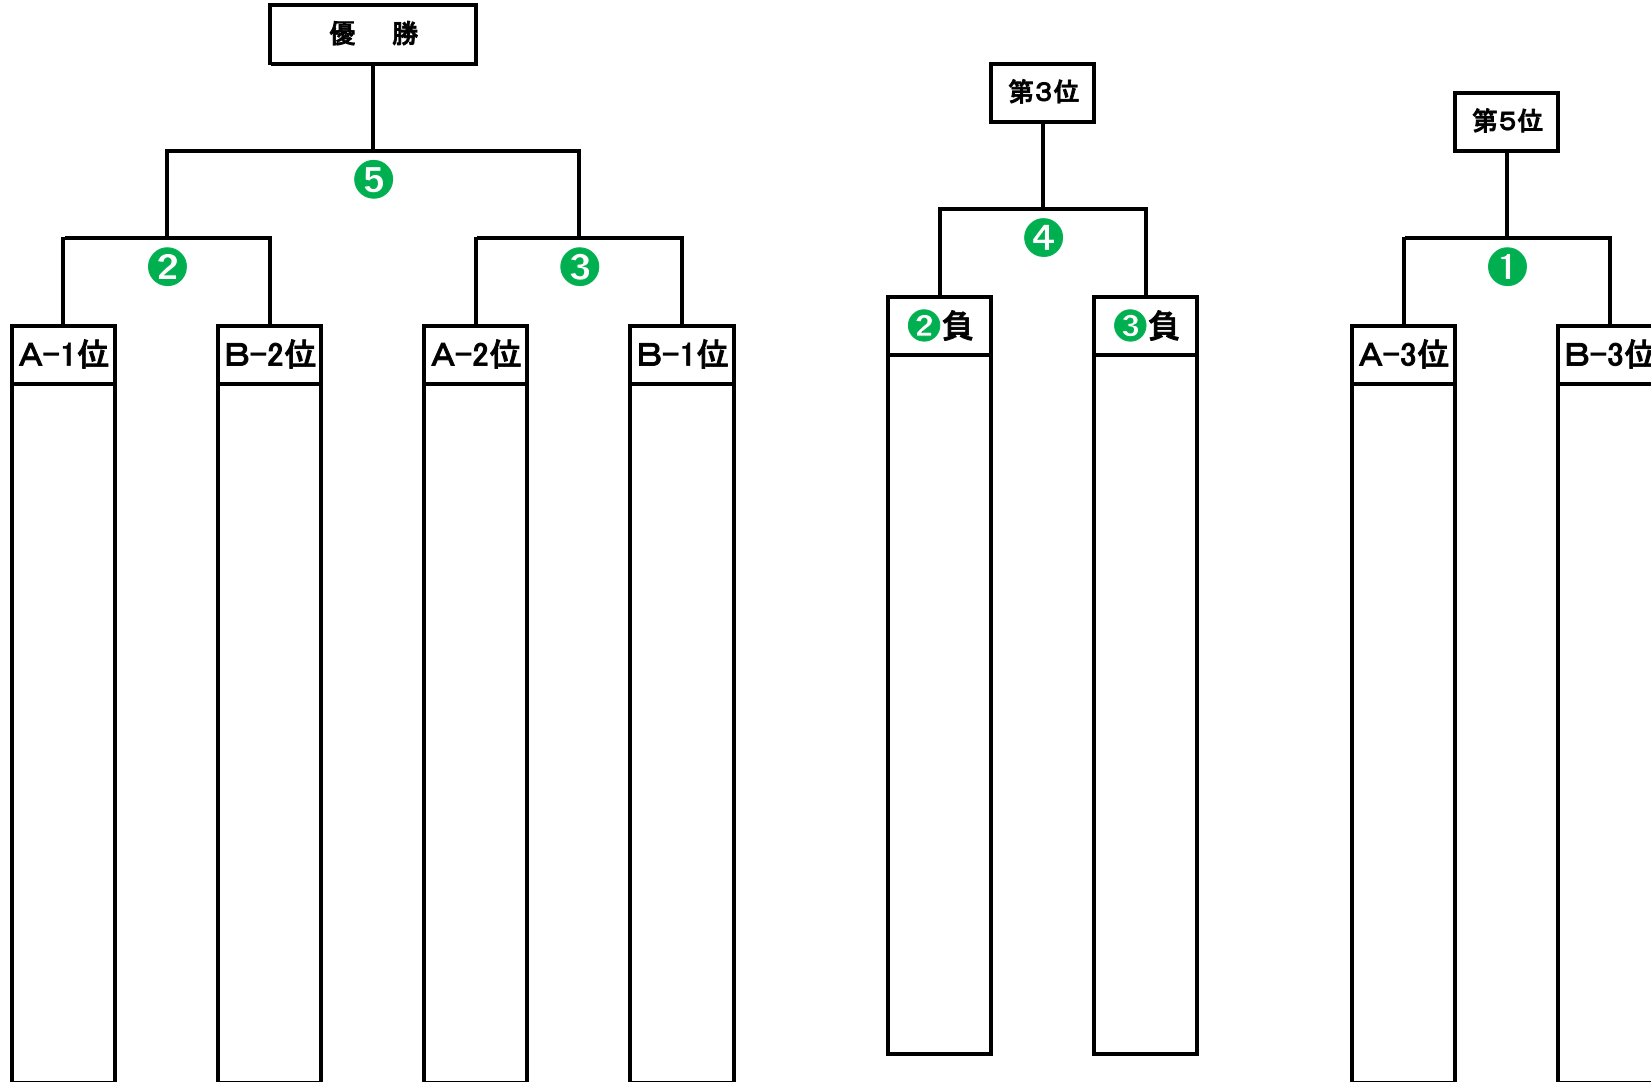 優　勝
第3位
第5位
❺
❹
❷
❸
❶
❷負
❸負
A-1位
B-2位
A-2位
B-1位
A-3位
B-3位